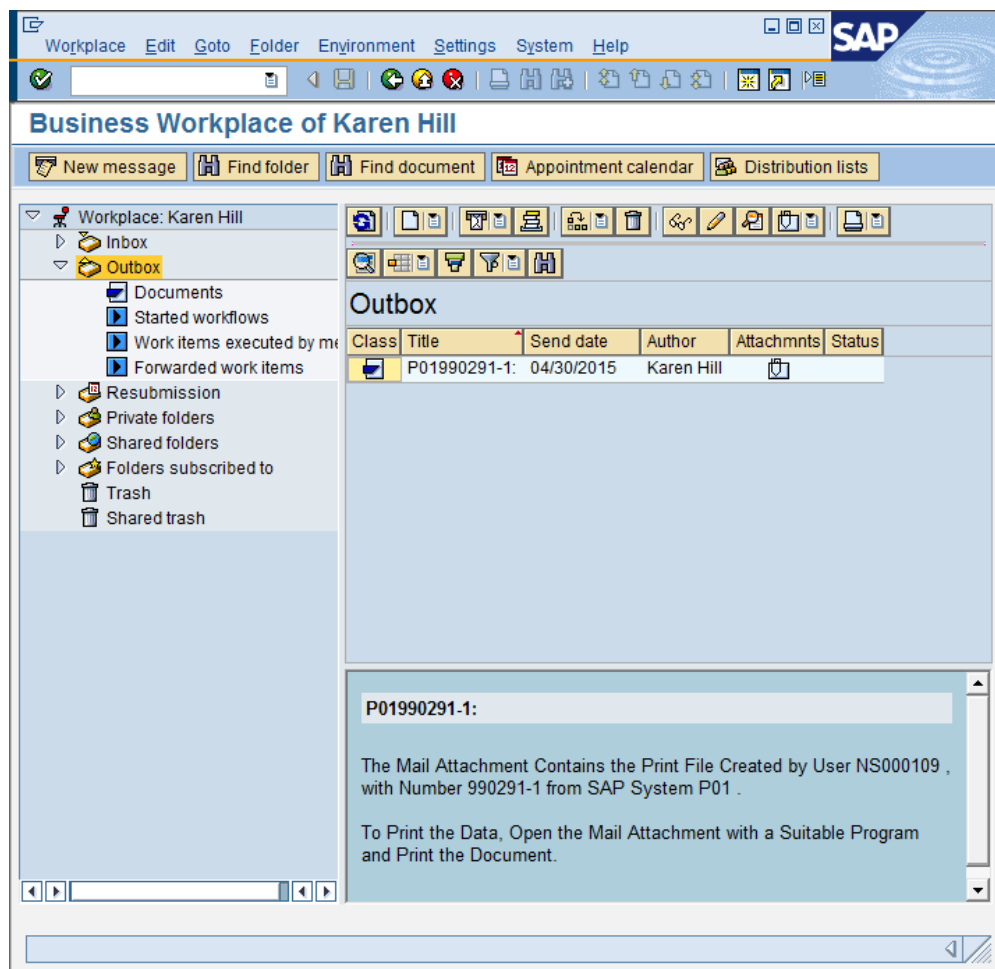 Workplace Edit Goto Folder Environment Settings System Help
SAP
Business Workplace of Karen Hill
New message Find folder Find document 12 Appointment calendar Distribution lists
Workplace: Karen Hill
Inbox
Outbox
Documents
Started workflows
Work items executed by me
Forwarded work items
Resubmission
Private folders
Shared folders
Folders subscribed to
Trash
Shared trash
Outbox
Class Title Send date Author Attachmnts Status
P01990291-1: 04/30/2015 Karen Hill
P01990291-1:
The Mail Attachment Contains the Print File Created by User NS000109 ,
with Number 990291-1 from SAP System P01 .
To Print the Data, Open the Mail Attachment with a Suitable Program
and Print the Document.